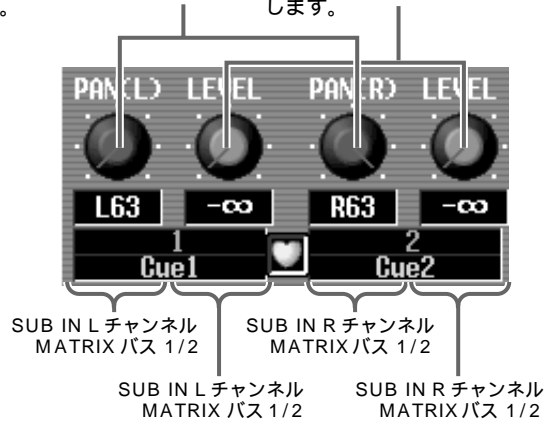 。
します。
PAN(L) LEVEL PAN(R) LEVEL
L63 -∞ R63 -∞
1 2
Cue1 Cue2
SUB IN L チャンネル
MATRIX バス 1/2
SUB IN R チャンネル
MATRIX バス 1/2
SUB IN L チャンネル
MATRIX バス 1/2
SUB IN R チャンネル
MATRIX バス 1/2